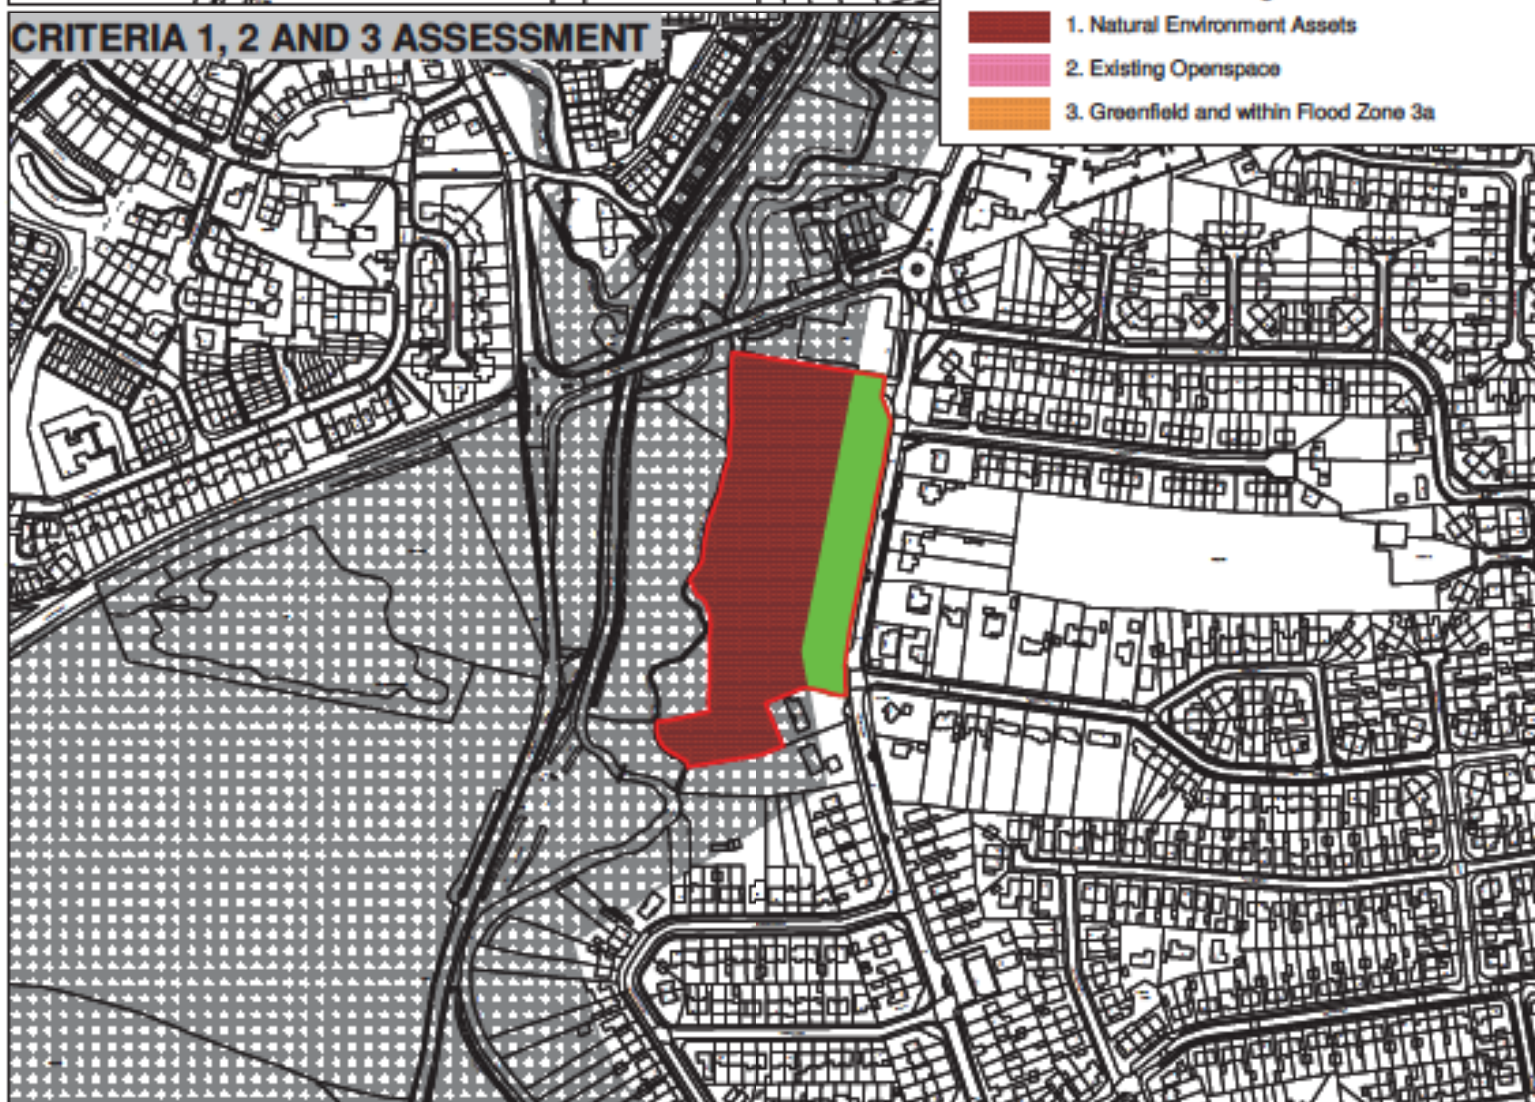 CRITERIA 1, 2 AND 3 ASSESSMENT
1. Natural Environment Assets
2. Existing Openspace
3. Greenfield and within Flood Zone 3a